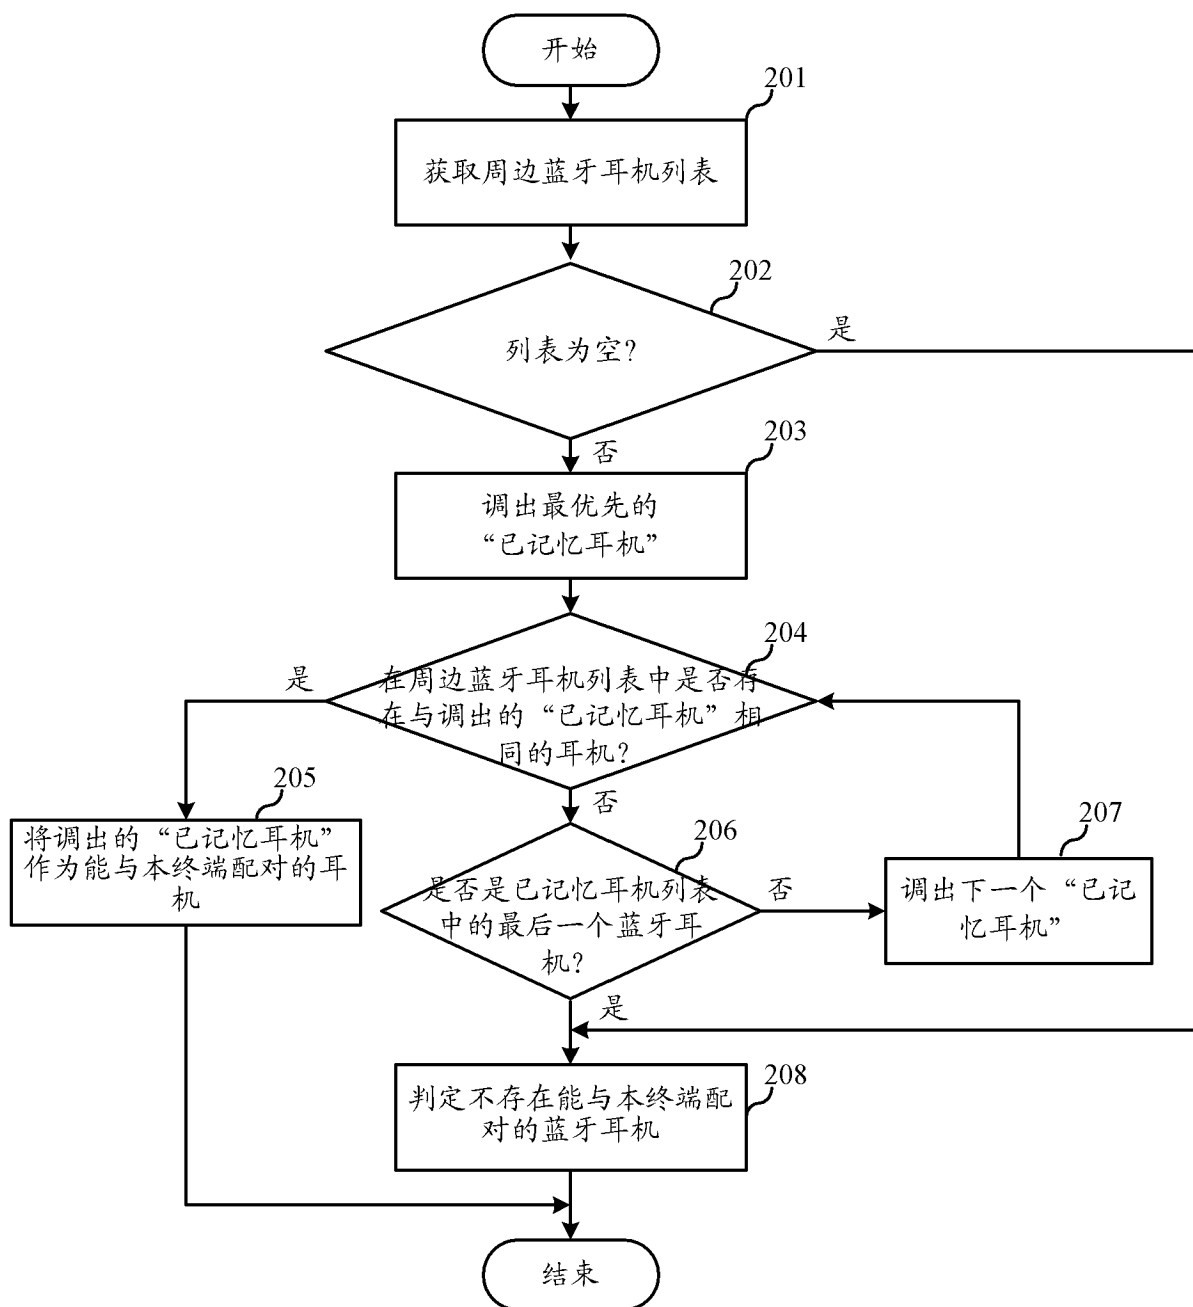 开始
201
获取周边蓝牙耳机列表
202
列表为空?
是
否
203
调出最优先的
“已记忆耳机”
204
在周边蓝牙耳机列表中是否存
在与调出的“已记忆耳机”相
同的耳机?
是
否
205
将调出的“已记忆耳机”
作为能与本终端配对的耳
机
206
是否是已记忆耳机列表
中的最后一个蓝牙耳
机?
否
207
调出下一个“已记
忆耳机”
是
208
判定不存在能与本终端配
对的蓝牙耳机
结束